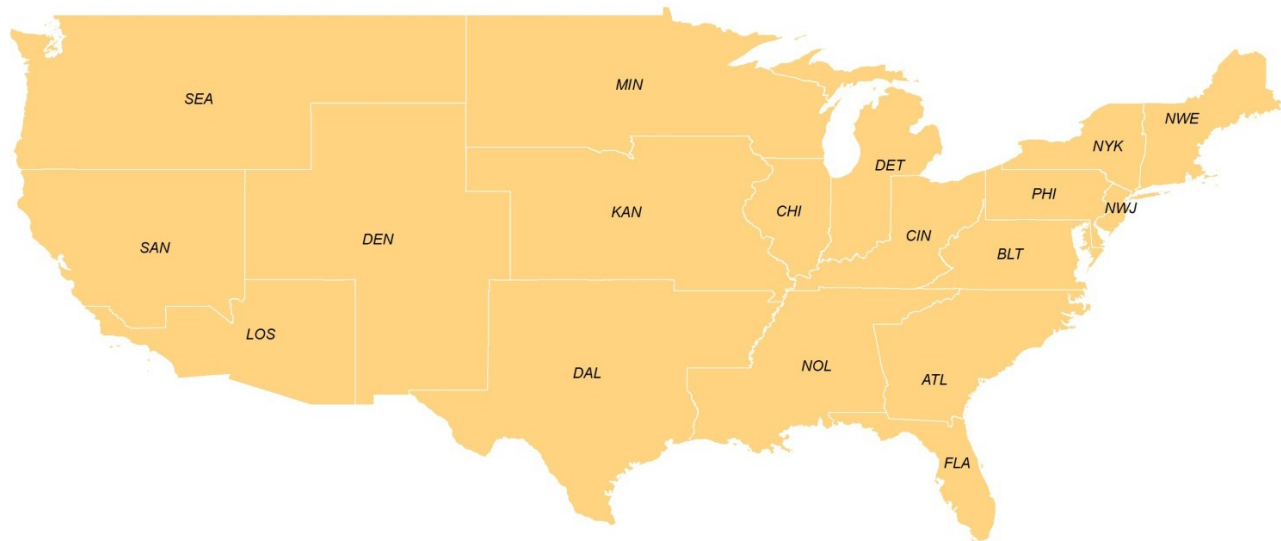 MIN
SEA
NWE
NYK
DET
PHI
KAN
CHI
NWJ
CIN
DEN
SAN
BLT
LOS
NOL
DAL
ATL
FLA